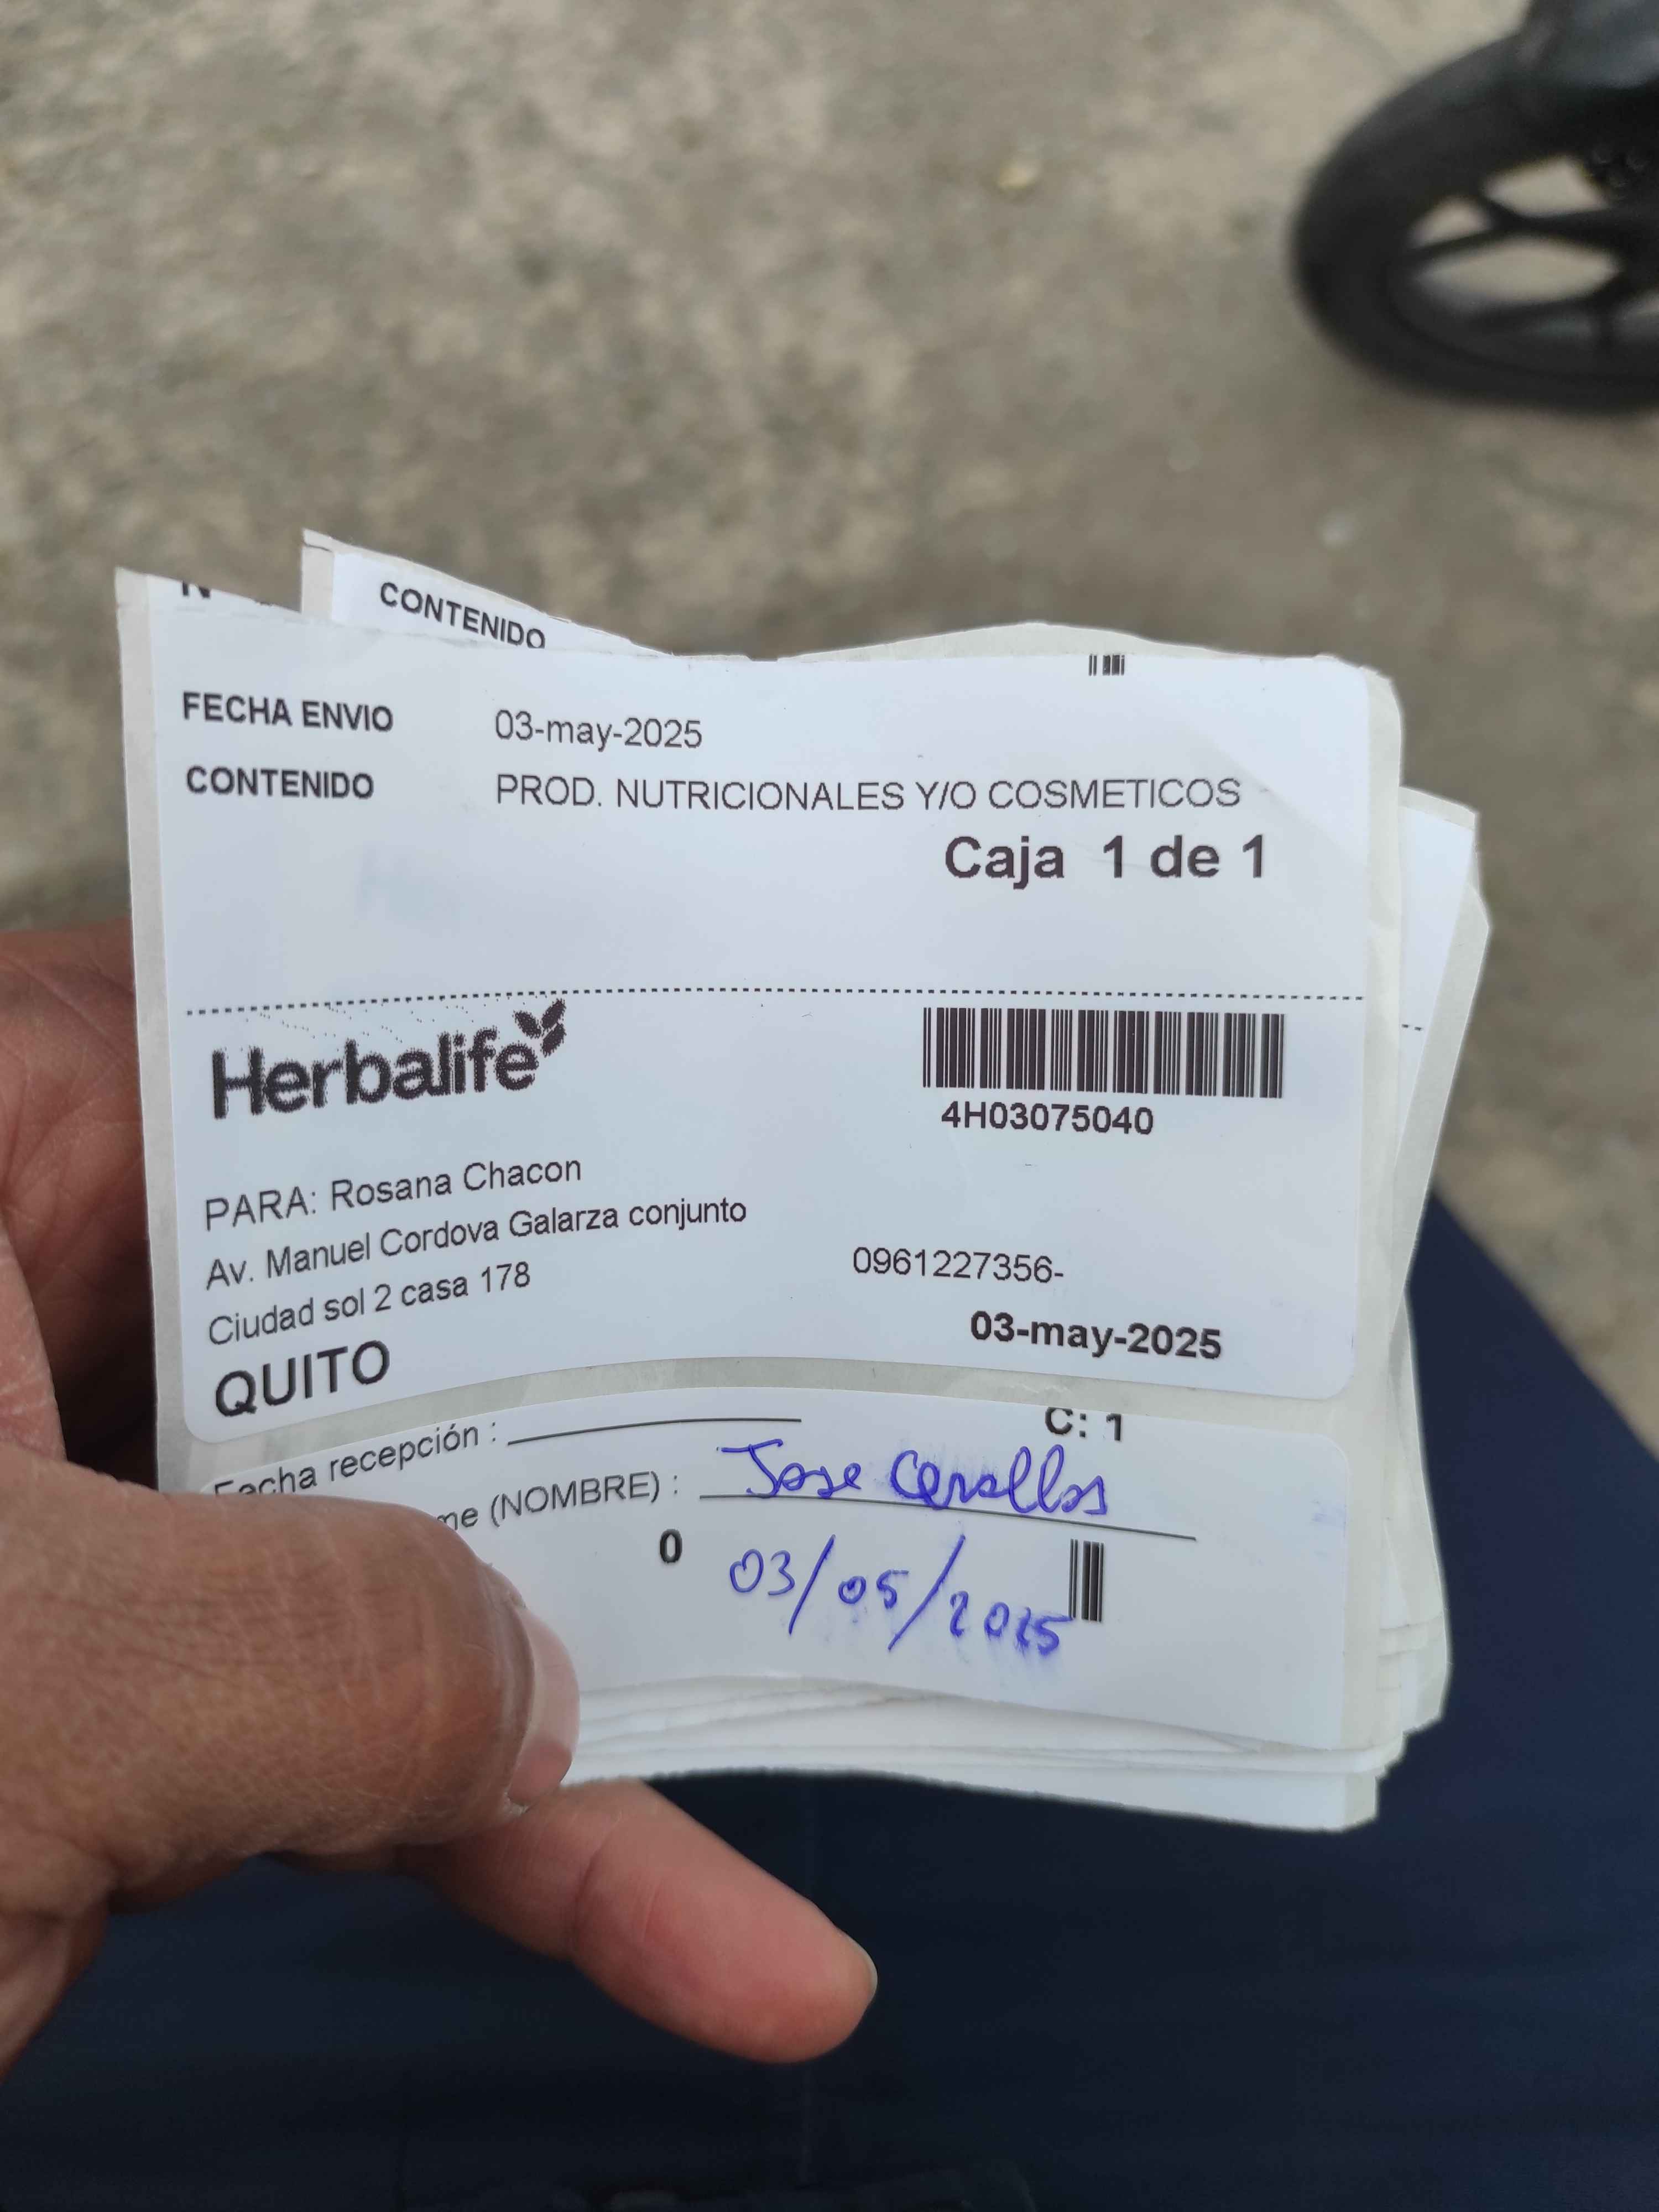 CONTENIDO
FECHA ENVIO 03-may-2025
CONTENIDO PROD. NUTRICIONALES Y/O COSMETICOS
Caja 1 de 1
Herbalife
4H03075040
PARA: Rosana Chacon
Av. Manuel Cordova Galarza conjunto
Ciudad sol 2 casa 178
0961227356-
QUITO
03-may-2025
C: 1
Fecha recepción :
(NOMBRE) : Jose Cevallos
0 03/05/2025